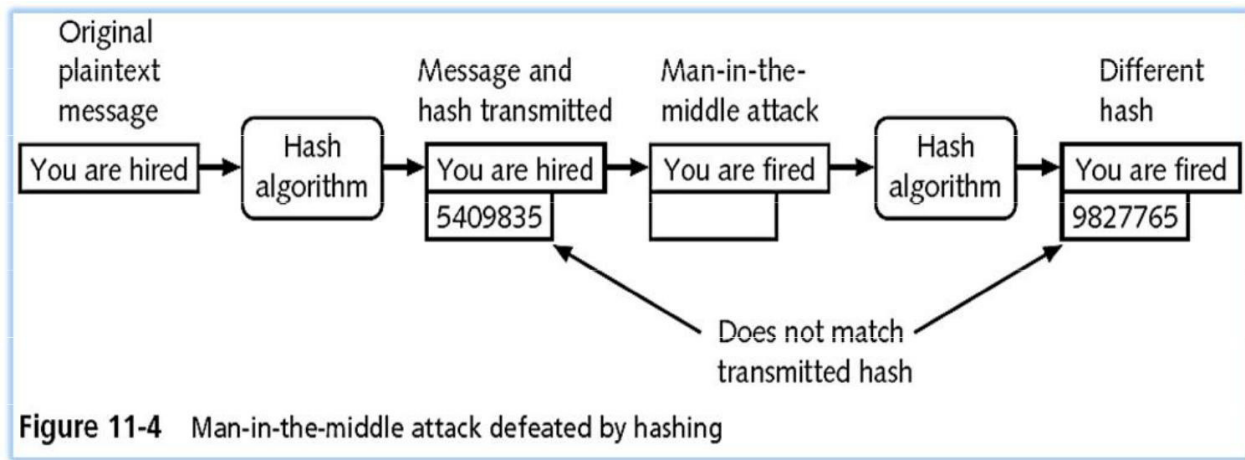 Original
plaintext
message
Message and
hash transmitted
Man-in-the-
middle attack
Different
hash
You are hired
Hash
algorithm
You are hired
5409835
You are fired
Hash
algorithm
You are fired
9827765
Does not match
transmitted hash
Figure 11-4 Man-in-the-middle attack defeated by hashing